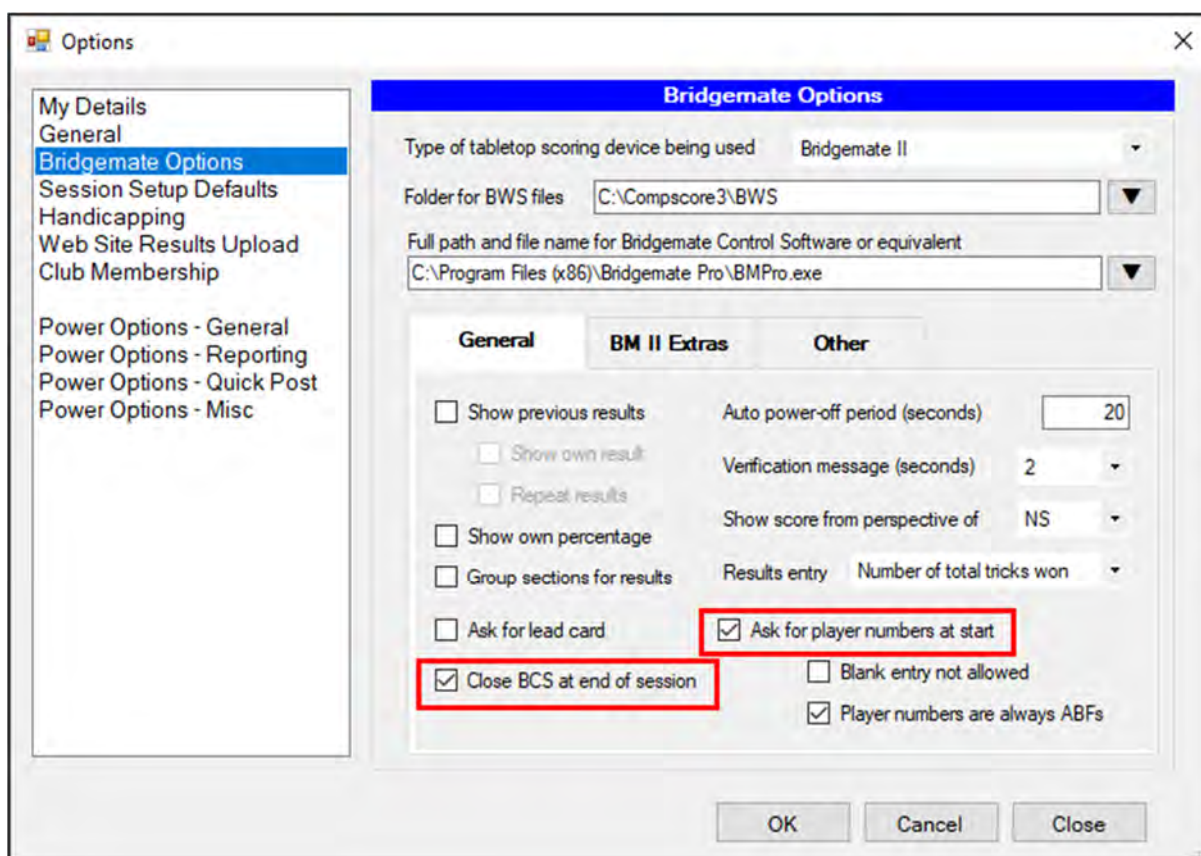 Options
My Details
General
Bridgemate Options
Session Setup Defaults
Handicapping
Web Site Results Upload
Club Membership
Power Options - General
Power Options - Reporting
Power Options - Quick Post
Power Options - Misc
Bridgemate Options
Type of tabletop scoring device being used Bridgemate II
Folder for BWS files C:\Compscore3\BWS
Full path and file name for Bridgemate Control Software or equivalent
C:\Program Files (x86)\Bridgemate Pro\BMPro.exe
General BM II Extras Other
Show previous results Auto power-off period (seconds) 20
Show own result
Verification message (seconds) 2
Repeat results
Show score from perspective of NS
Show own percentage
Group sections for results Results entry Number of total tricks won
Ask for lead card Ask for player numbers at start
Close BCS at end of session Blank entry not allowed
Player numbers are always ABFs
OK Cancel Close